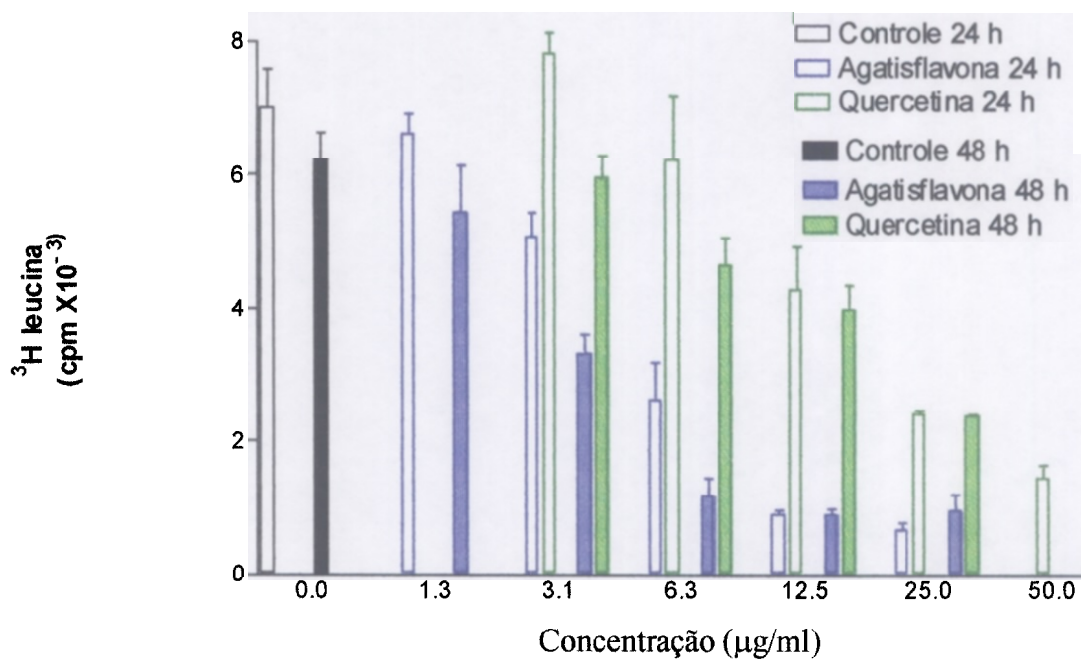 8
6
4
2
0
³H leucina
(cpm X10⁻³)
Controle 24 h
Agatisflavona 24 h
Quercetina 24 h
Controle 48 h
Agatisflavona 48 h
Quercetina 48 h
0.0 1.3 3.1 6.3 12.5 25.0 50.0
Concentração (μg/ml)